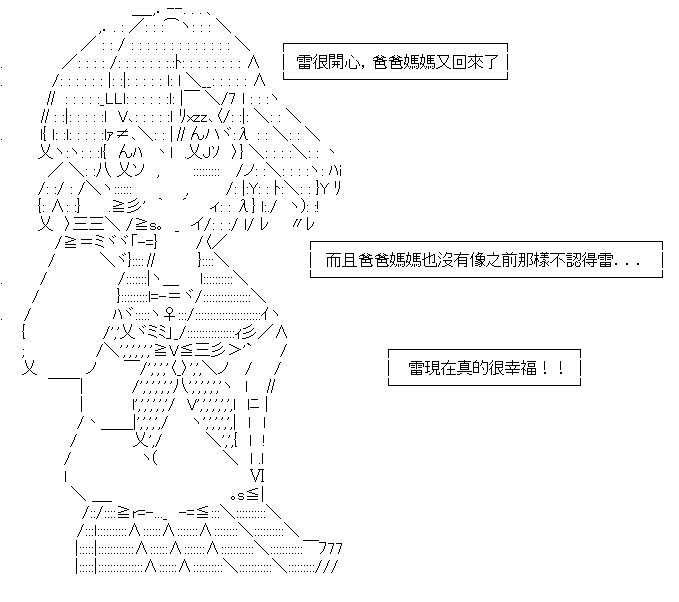 雷很開心，爸爸媽媽又回來了
而且爸爸媽媽也沒有像之前那樣不認得雷...
雷現在真的很幸福！！